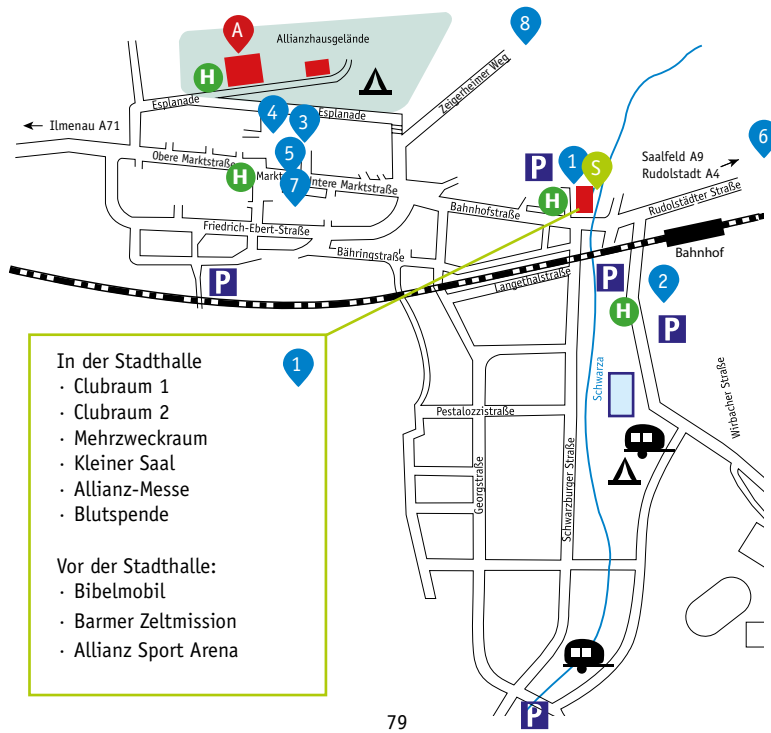 8
A
Allianzhausgelände
H
Zeigerheimer Weg
Esplanade
Esplanade
4
3
← Ilmenau A71
6
Obere Marktstraße
5
P
1
S
Saalfeld A9
Rudolstadt A4
H
Markt
7
Untere Marktstraße
H
Bahnhofstraße
Rudolstädter Straße
Friedrich-Ebert-Straße
Bähringstraße
Bahnhof
P
Langethalstraße
P
2
H
P
In der Stadthalle
1
· Clubraum 1
· Clubraum 2
· Mehrzweckraum
· Kleiner Saal
· Allianz-Messe
· Blutspende
Vor der Stadthalle:
· Bibelmobil
· Barmer Zeltmission
· Allianz Sport Arena
Schwarza
Wirbacher Straße
Pestalozzistraße
Georgstraße
Schwarzburger Straße
P
79